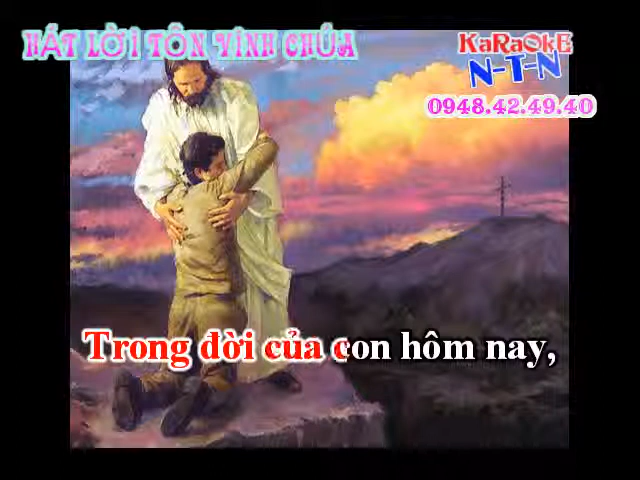 HÁT LỜI TÔN VINH CHÚA
KaRaOkE
N-T-N
0948.42.49.40
Trong đời của con hôm nay,